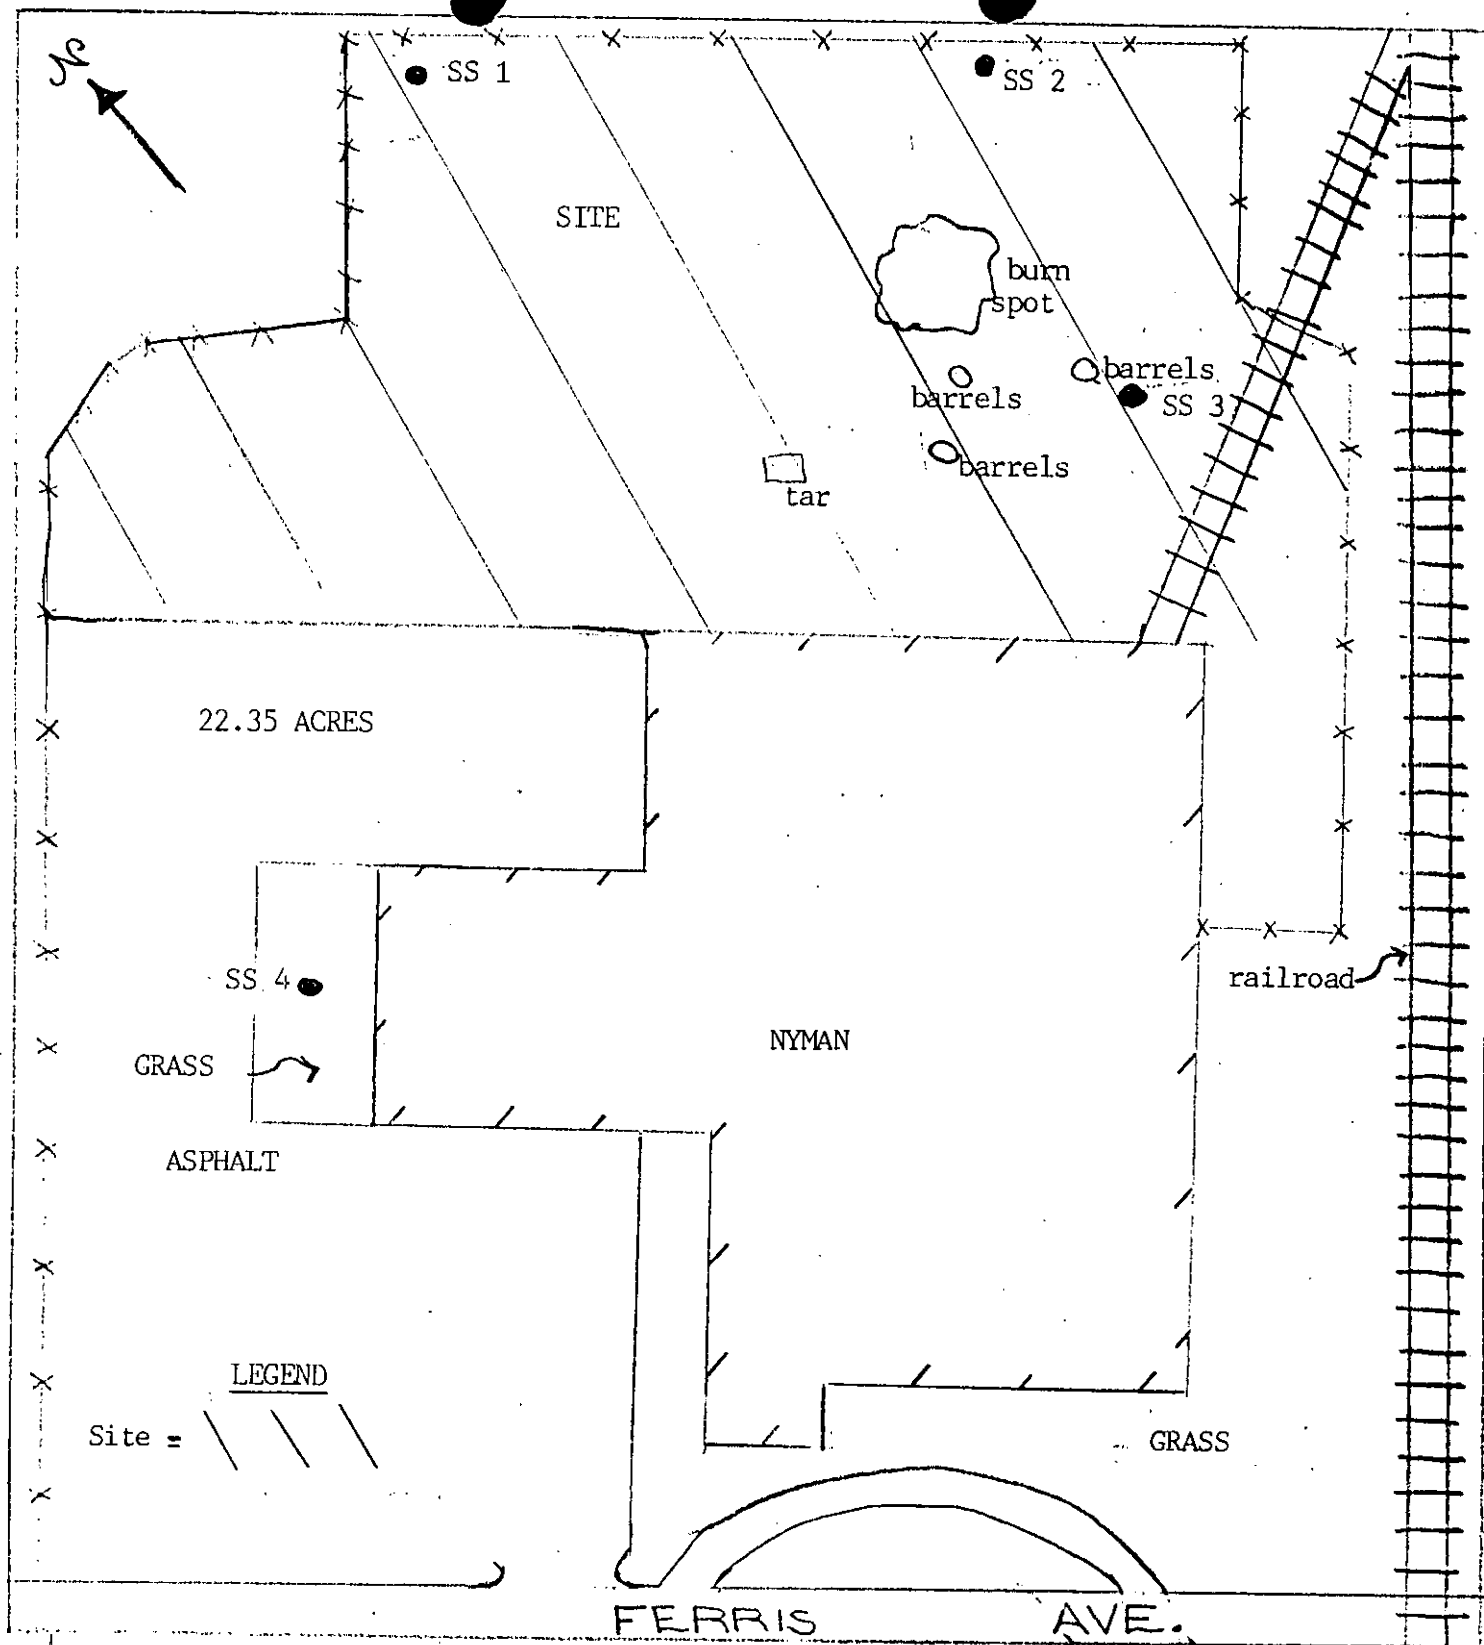 N
SS 1
SS 2
SITE
burn
spot
barrels
barrels
SS 3
barrels
tar
22.35 ACRES
SS 4
railroad
NYMAN
GRASS
ASPHALT
LEGEND
Site =
GRASS
FERRIS AVE.